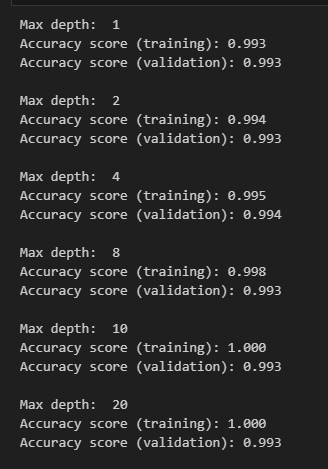 Max depth:  1
Accuracy score (training): 0.993
Accuracy score (validation): 0.993
Max depth:  2
Accuracy score (training): 0.994
Accuracy score (validation): 0.993
Max depth:  4
Accuracy score (training): 0.995
Accuracy score (validation): 0.994
Max depth:  8
Accuracy score (training): 0.998
Accuracy score (validation): 0.993
Max depth:  10
Accuracy score (training): 1.000
Accuracy score (validation): 0.993
Max depth:  20
Accuracy score (training): 1.000
Accuracy score (validation): 0.993